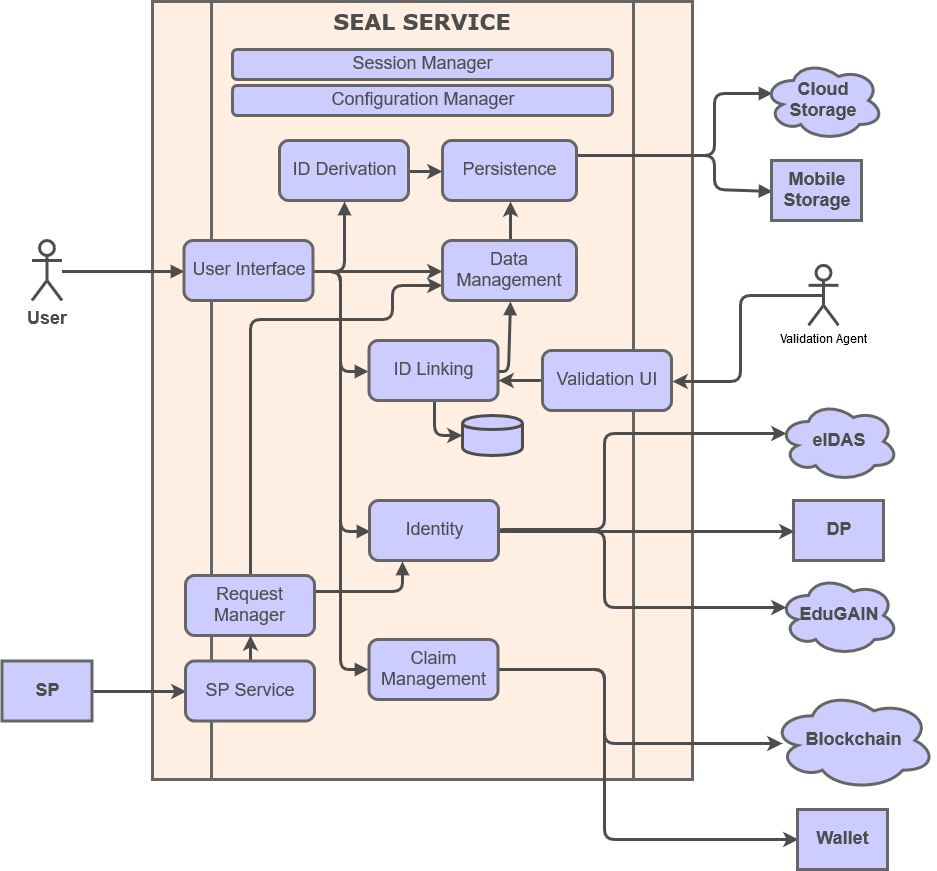 SEAL SERVICE
Session Manager
Configuration Manager
Cloud
Storage
ID Derivation
Persistence
Mobile
Storage
User Interface
Data
Management
User
Validation Agent
ID Linking
Validation UI
eIDAS
Identity
DP
Request
Manager
EduGAIN
Claim
Management
SP
SP Service
Blockchain
Wallet